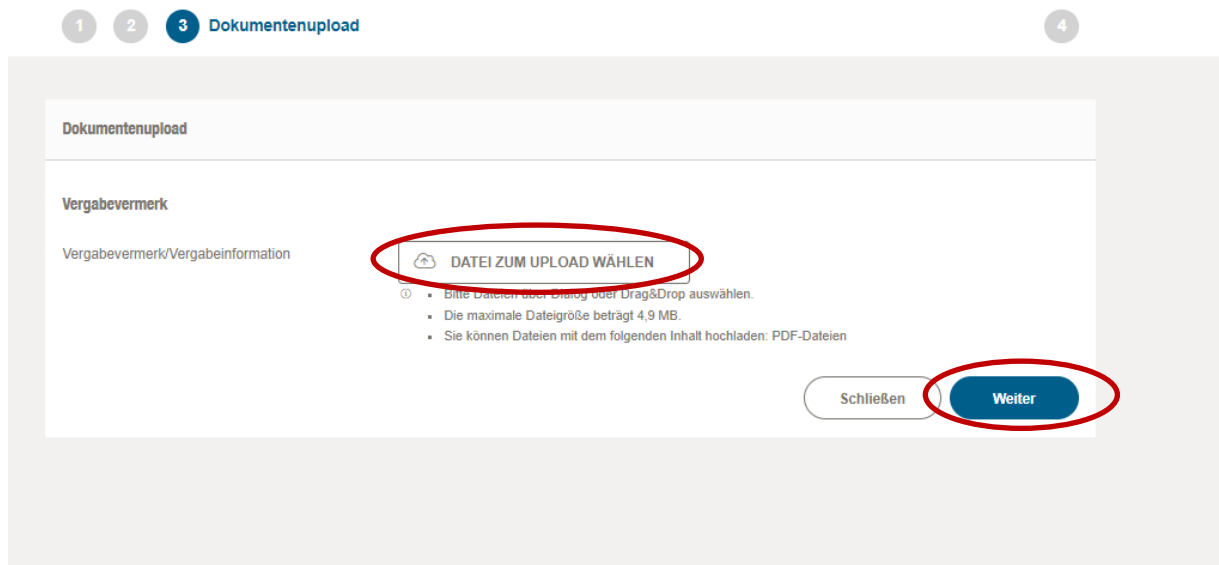 1 2 3 Dokumentenupload 4
Dokumentenupload
Vergabevermerk
Vergabevermerk/Vergabeinformation
DATEI ZUM UPLOAD WÄHLEN
Bitte Dateien über Dialog oder Drag&Drop auswählen.
Die maximale Dateigröße beträgt 4,9 MB.
Sie können Dateien mit dem folgenden Inhalt hochladen: PDF-Dateien
Schließen Weiter